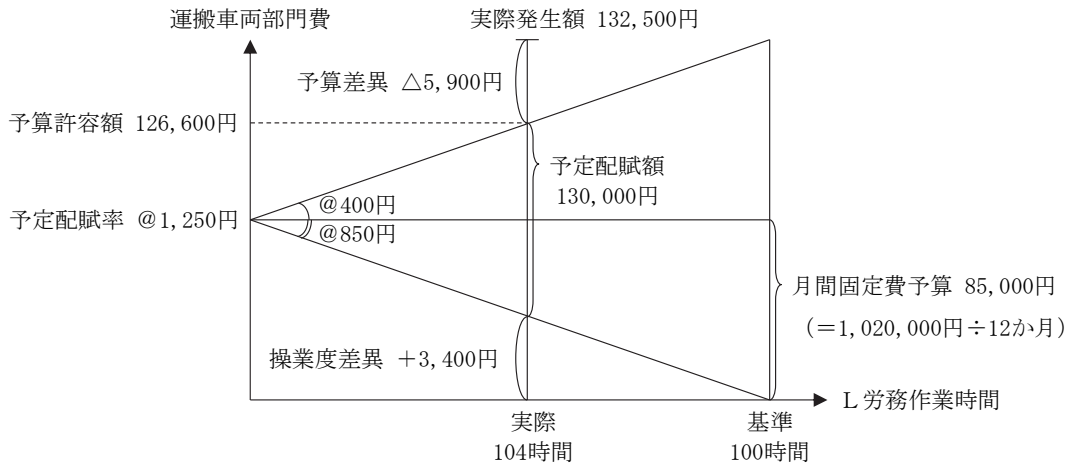 運搬車両部門費
実際発生額 132,500円
予算差異 △5,900円
予算許容額 126,600円
予定配賦額
130,000円
予定配賦率 @1,250円
@400円
@850円
月間固定費予算 85,000円
(=1,020,000円÷12か月)
操業度差異 +3,400円
L労務作業時間
実際
104時間
基準
100時間